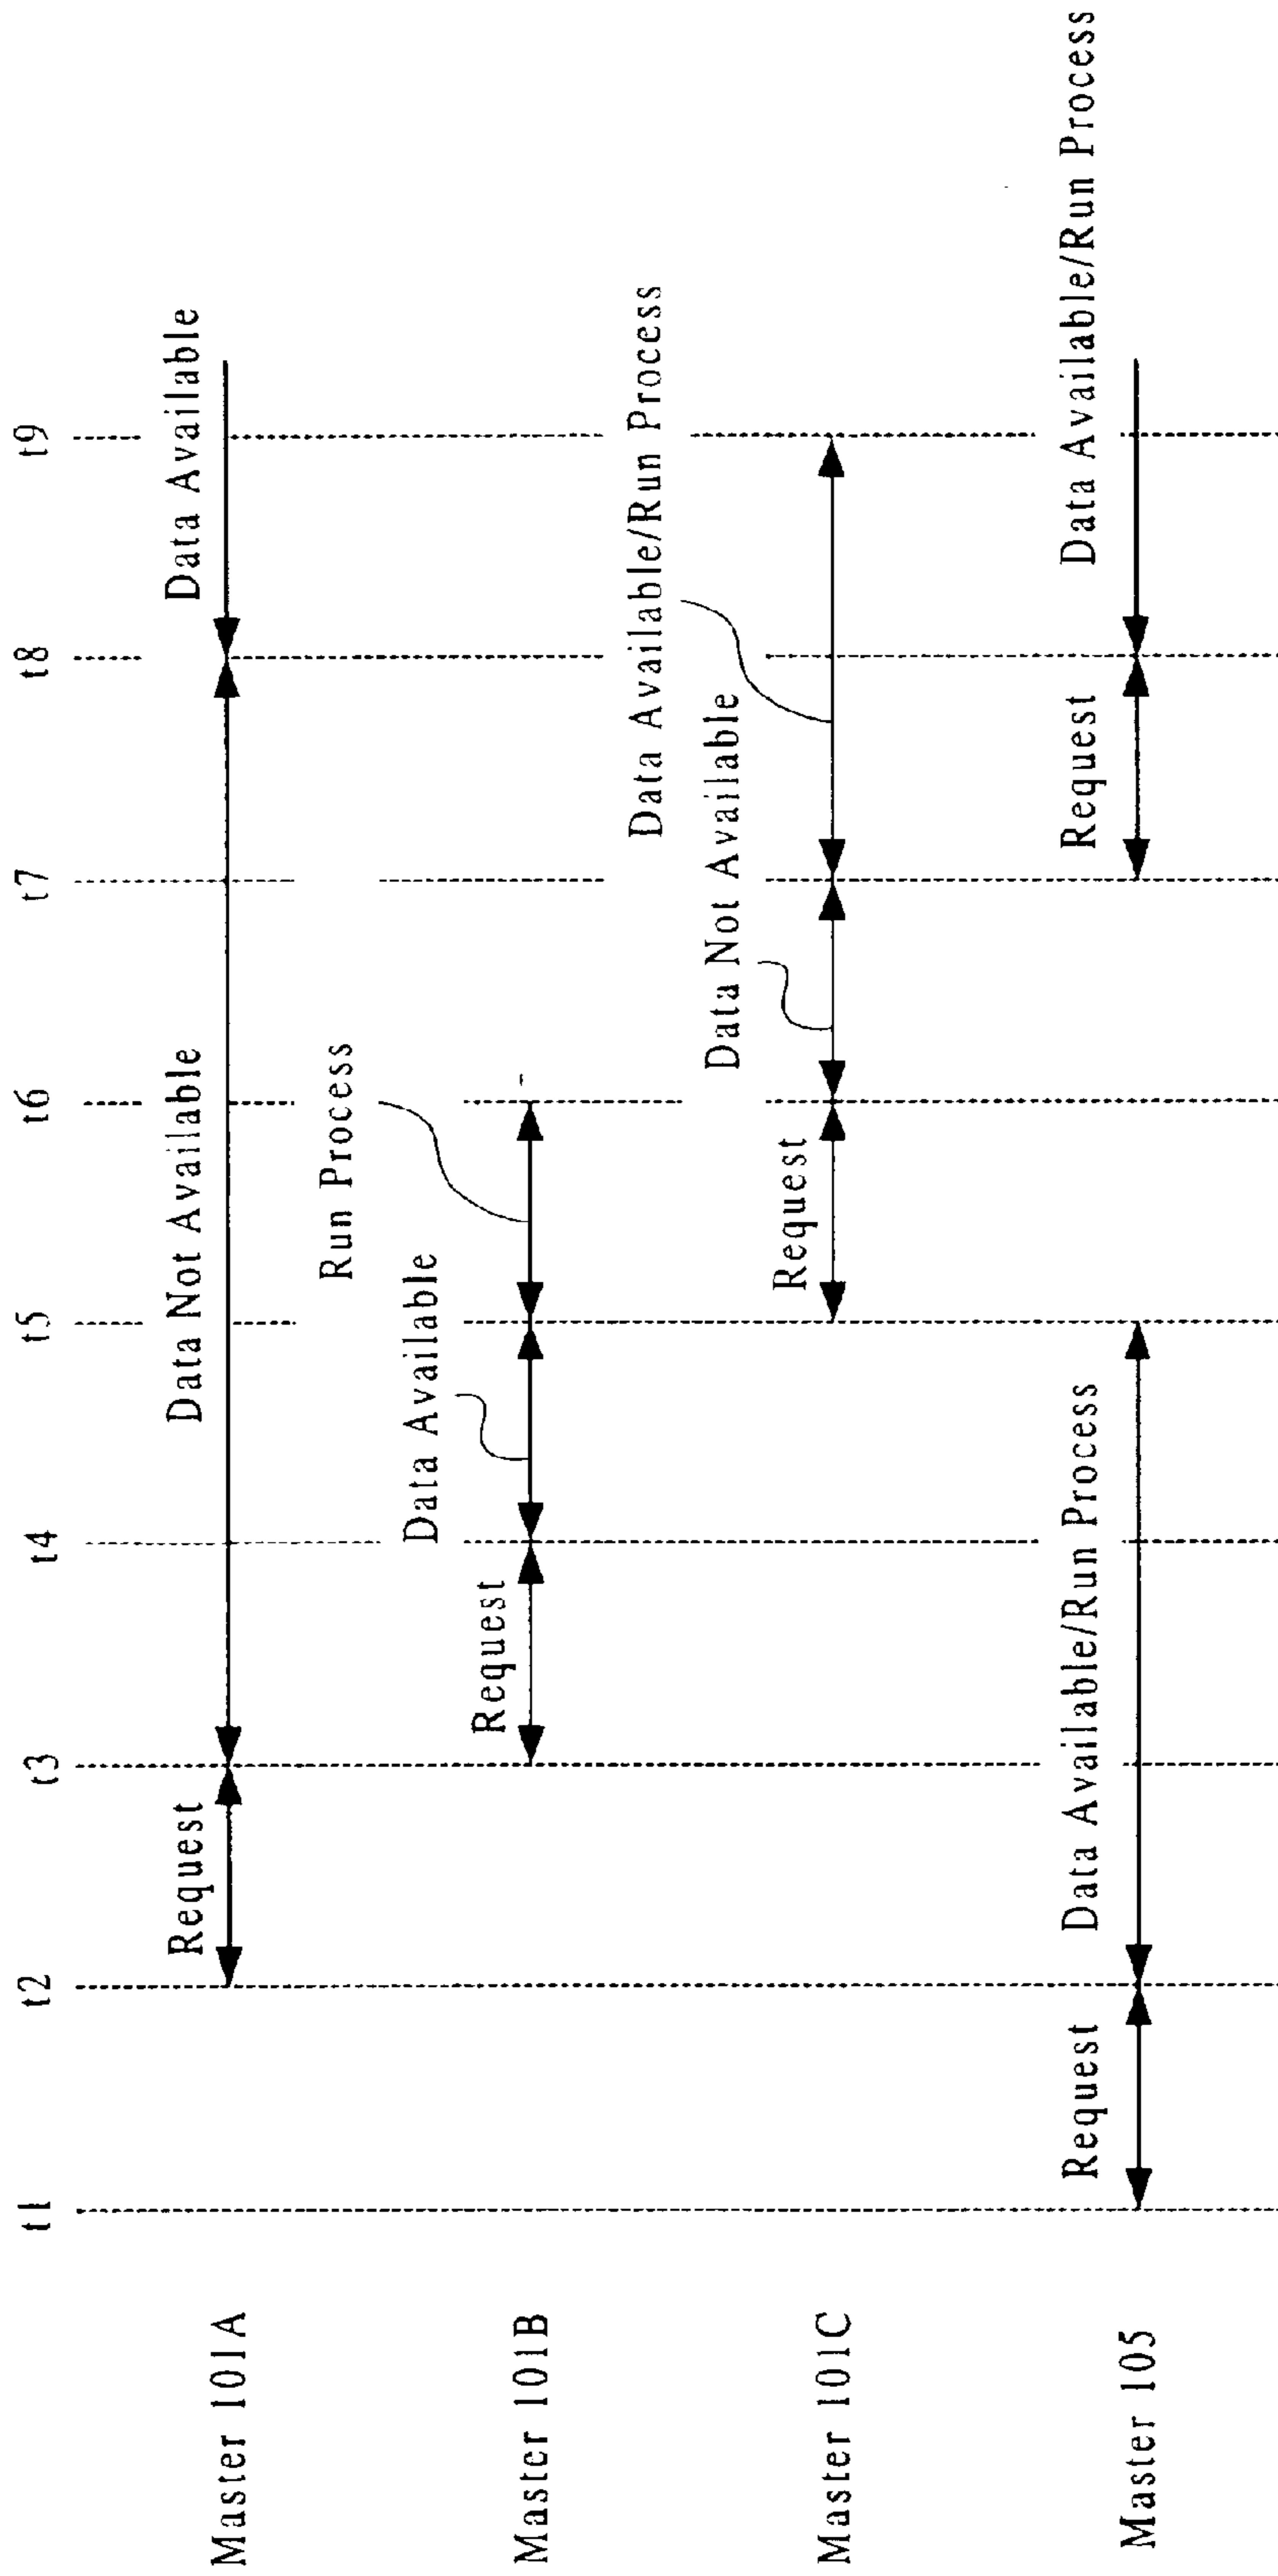 t1 t2 t3 t4 t5 t6 t7 t8 t9
Master 101A
Request
Data Not Available
Data Available
Master 101B
Request
Data Available
Run Process
Master 101C
Request
Data Not Available
Data Available/Run Process
Master 105
Request
Data Available/Run Process
Request
Data Available/Run Process